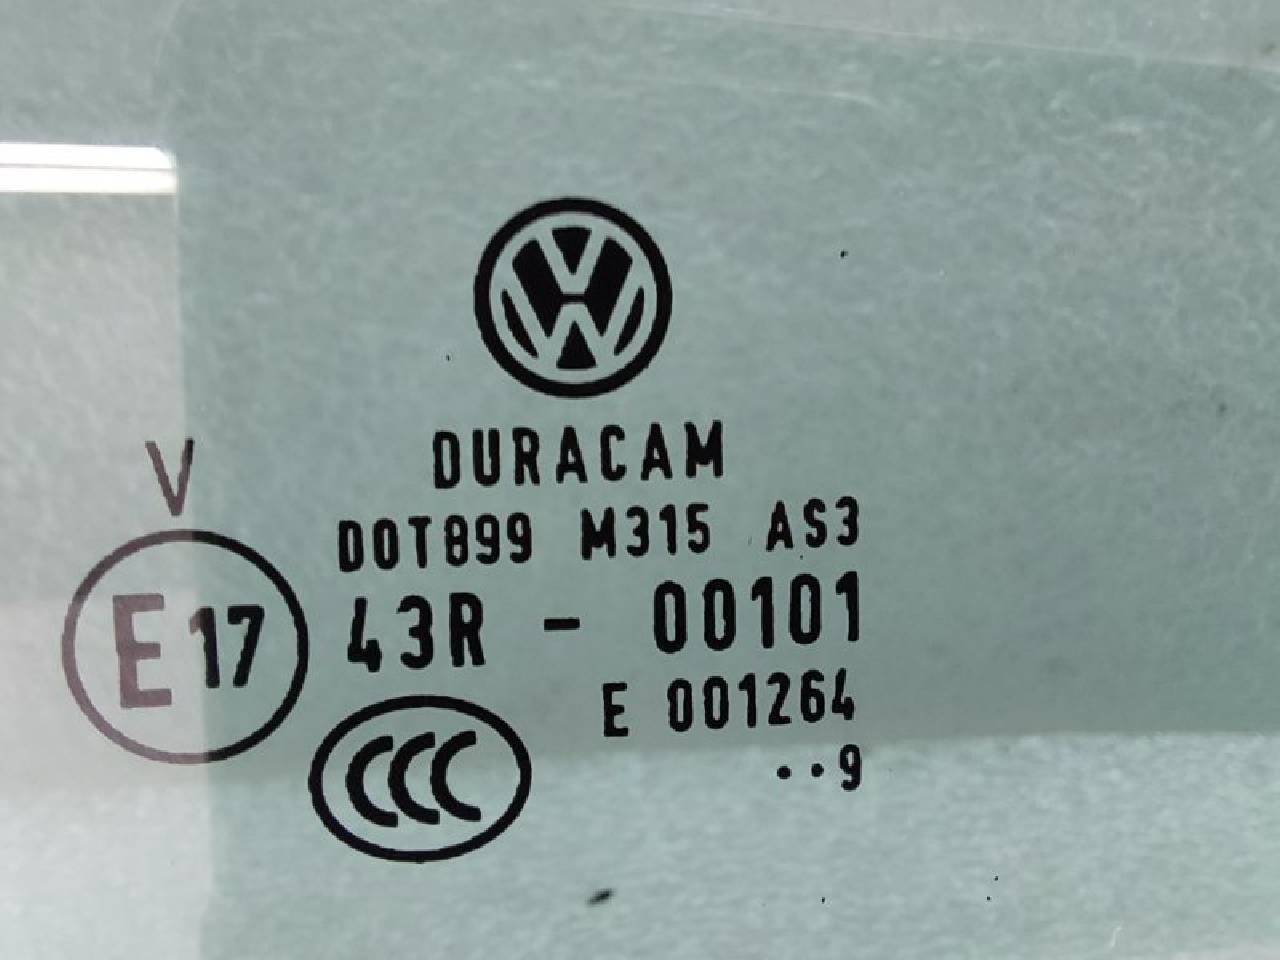 DURACAM
V
DOT899 M315 AS3
E17
43R - 00101
E 001264
CCC
··9